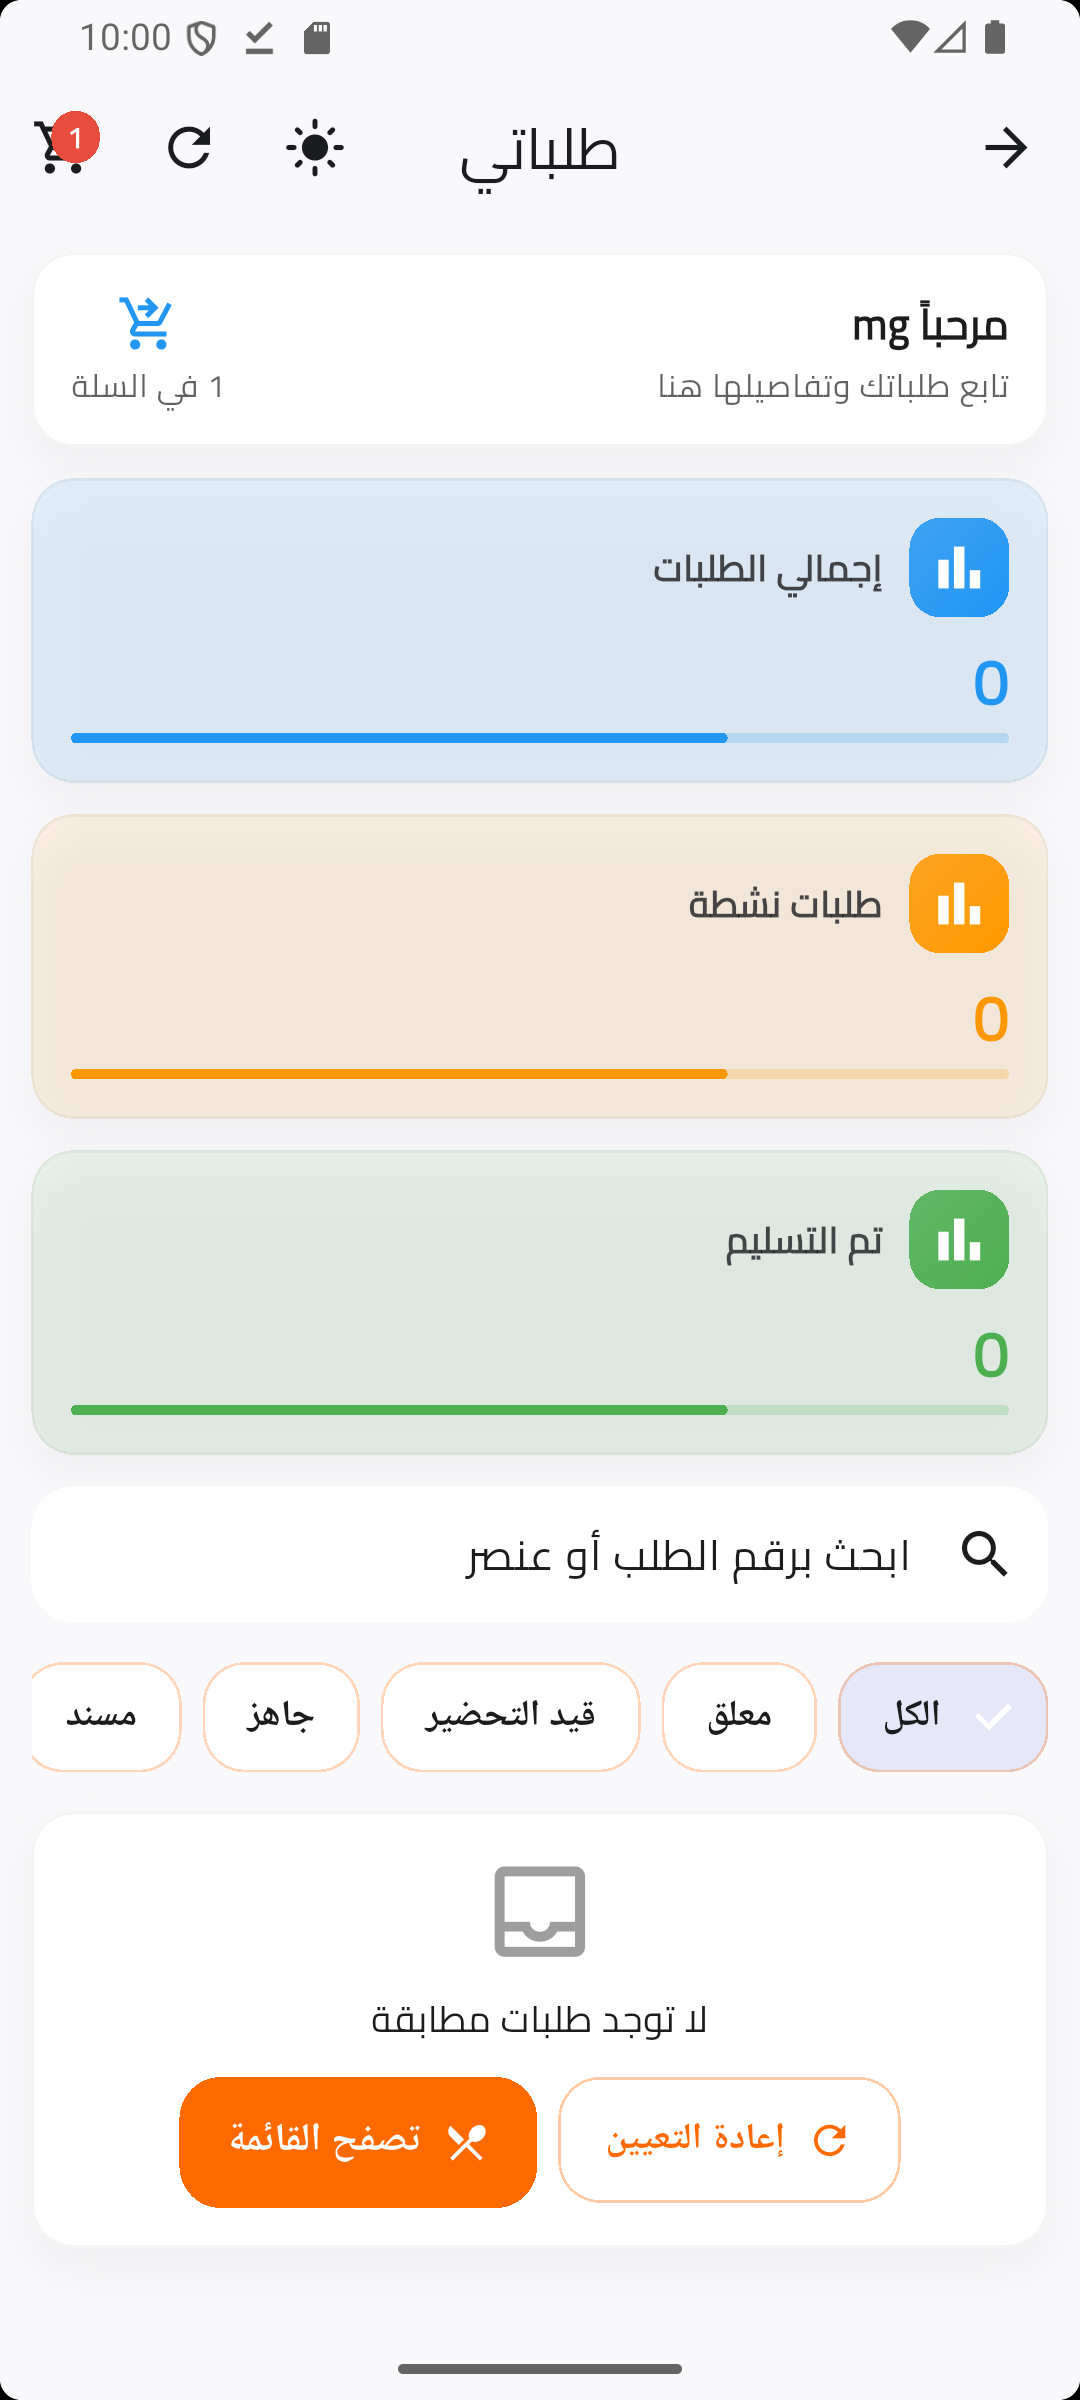 10:00
طلباتي
1
مرحباً mg
تابع طلباتك وتفاصيلها هنا
1 في السلة
إجمالي الطلبات
0
طلبات نشطة
0
تم التسليم
0
ابحث برقم الطلب أو عنصر
الكل
معلق
قيد التحضير
جاهز
مسند
لا توجد طلبات مطابقة
إعادة التعيين
تصفح القائمة